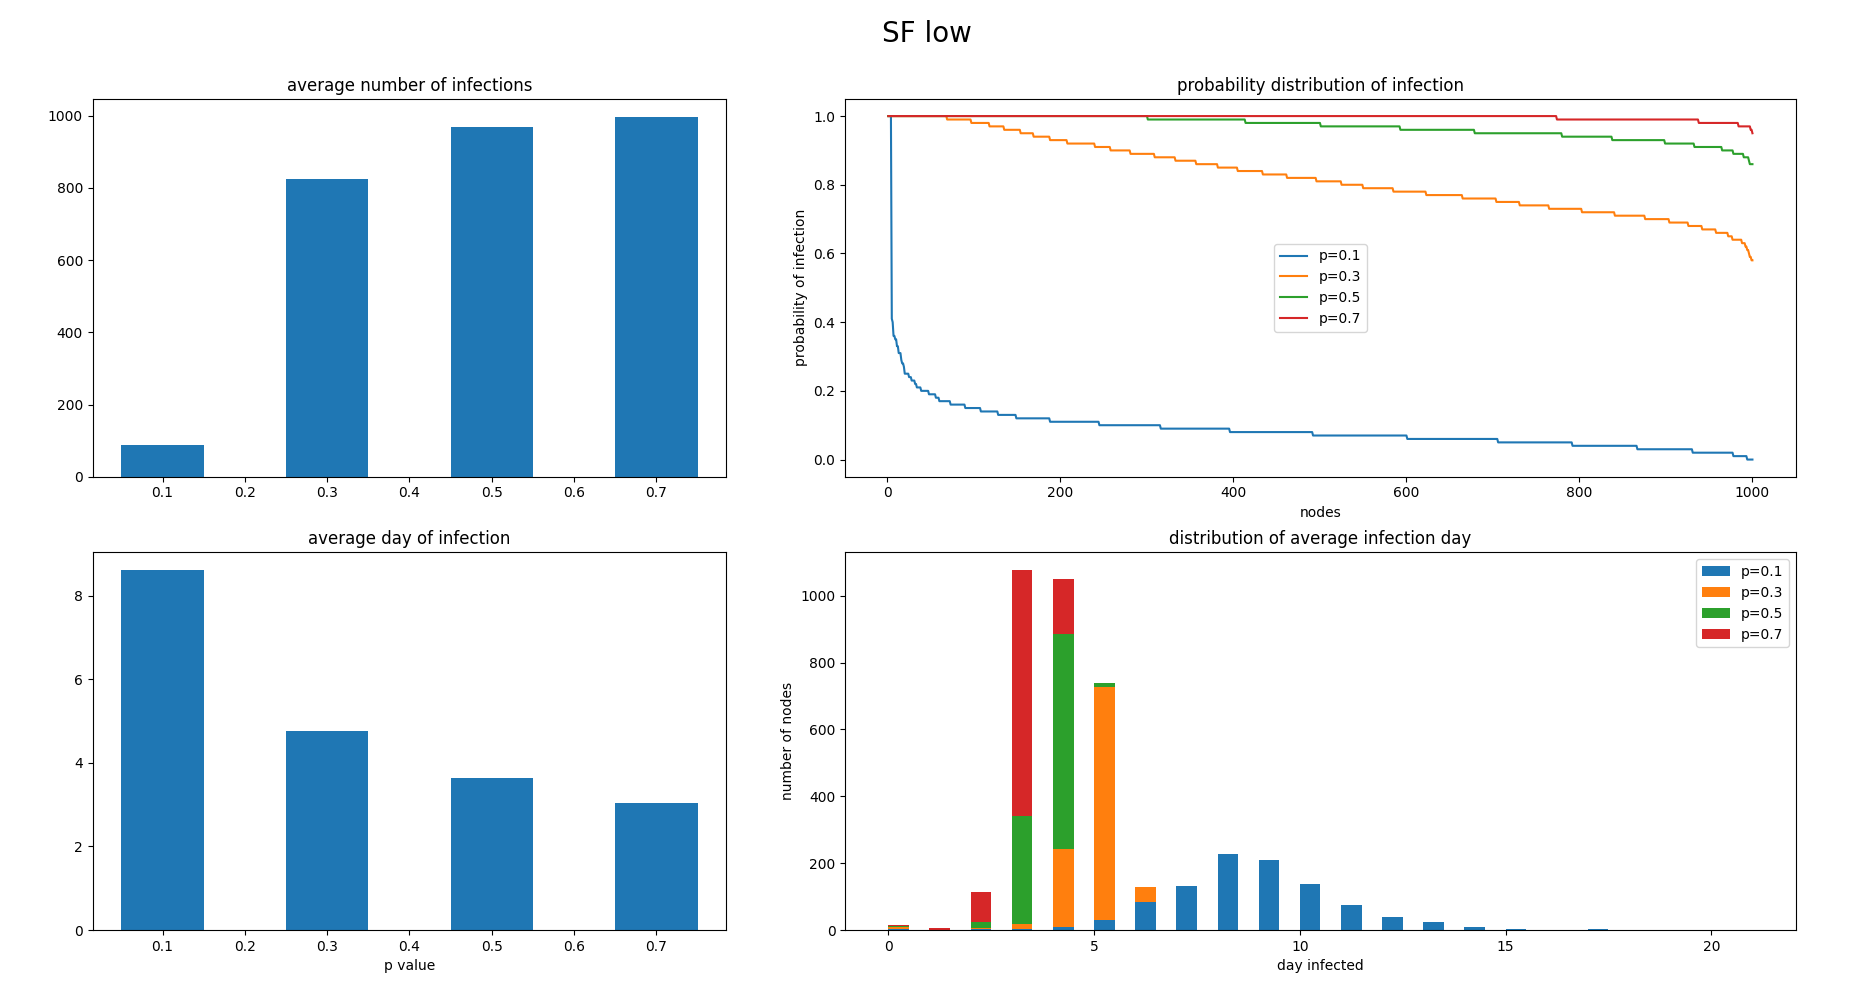 SF low
average number of infections
1000
800
600
400
200
0
0.1 0.2 0.3 0.4 0.5 0.6 0.7
probability distribution of infection
probability of infection
1.0
0.8
0.6
0.4
0.2
0.0
p=0.1
p=0.3
p=0.5
p=0.7
0 200 400 600 800 1000
nodes
average day of infection
8
6
4
2
0
0.1 0.2 0.3 0.4 0.5 0.6 0.7
p value
distribution of average infection day
number of nodes
1000
800
600
400
200
0
p=0.1
p=0.3
p=0.5
p=0.7
0 5 10 15 20
day infected